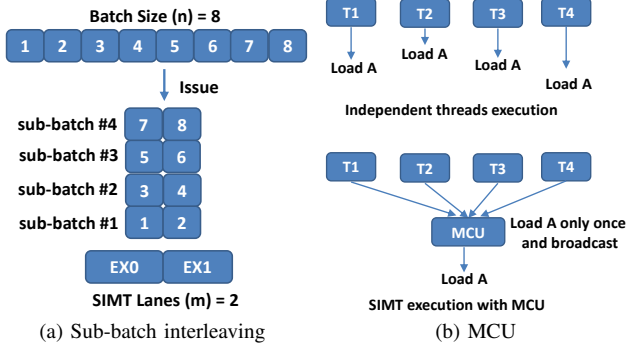 Batch Size (n) = 8
1 2 3 4 5 6 7 8
Issue
sub-batch #4 7 8
sub-batch #3 5 6
sub-batch #2 3 4
sub-batch #1 1 2
EX0 EX1
SIMT Lanes (m) = 2
(a) Sub-batch interleaving
T1 T2 T3 T4
Load A Load A Load A Load A
Independent threads execution
T1 T2 T3 T4
MCU
Load A only once
and broadcast
Load A
SIMT execution with MCU
(b) MCU